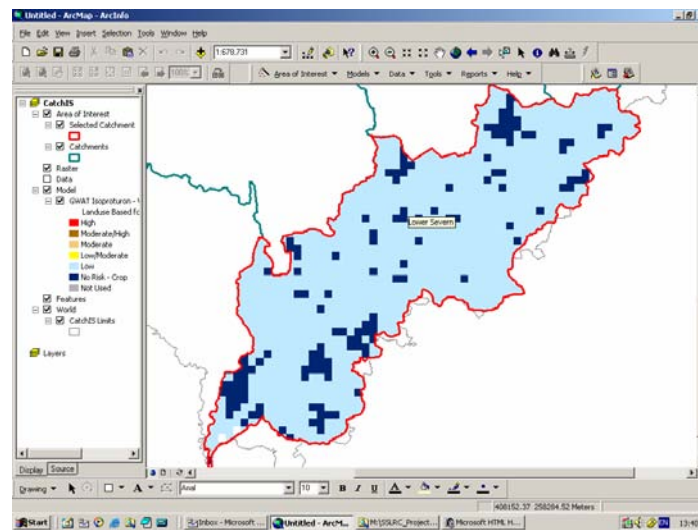 Untitled - ArcMap - ArcInfo
File Edit View Insert Selection Tools Window Help
1:678,731
100%
Area of Interest Models Data Tools Reports Help
CatchIS
Area of Interest
Selected Catchment
Catchments
Raster
Data
Model
GWAT Isoproturon -
Landuse Based
High
Moderate/High
Moderate
Low/Moderate
Low
No Risk - Crop
Not Used
Features
World
CatchIS Limits
Layers
Lower Severn
Display Source
Drawing A Arial 10 B I U A
408152.37 258284.52 Meters
Start Inbox - Microsoft ... Untitled - ArcM... M:\SSLRC_Project... Microsoft HTML H...